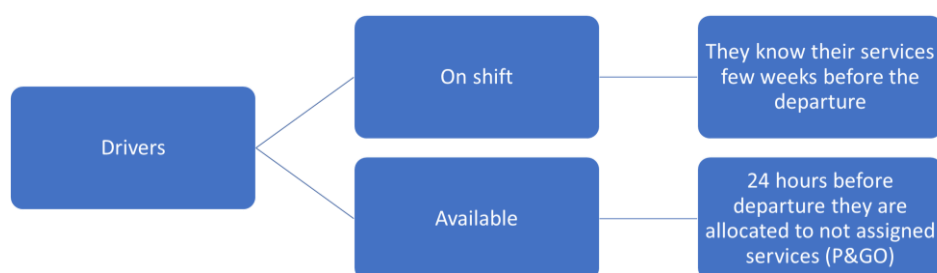 Drivers
On shift
They know their services
few weeks before the
departure
Available
24 hours before
departure they are
allocated to not assigned
services (P&GO)